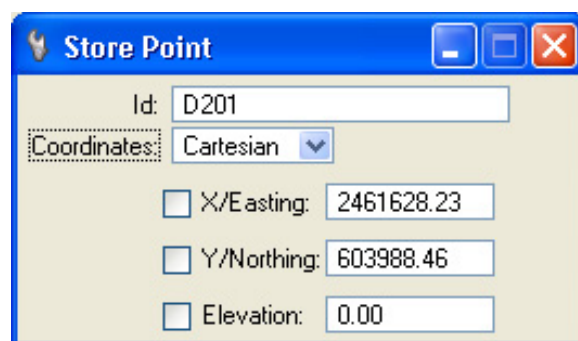 Store Point
Id: D201
Coordinates: Cartesian
X/Easting: 2461628.23
Y/Northing: 603988.46
Elevation: 0.00